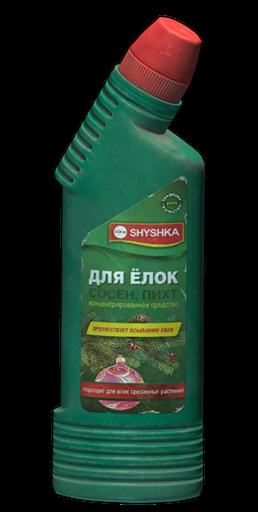 SHYSHKA
ДЛЯ ЁЛОК
СОСЕН, ПИХТ
концентрированное средство
ПРЕПЯТСТВУЕТ ОСЫПАНИЮ ХВОИ
подходит для всех срезанных растений